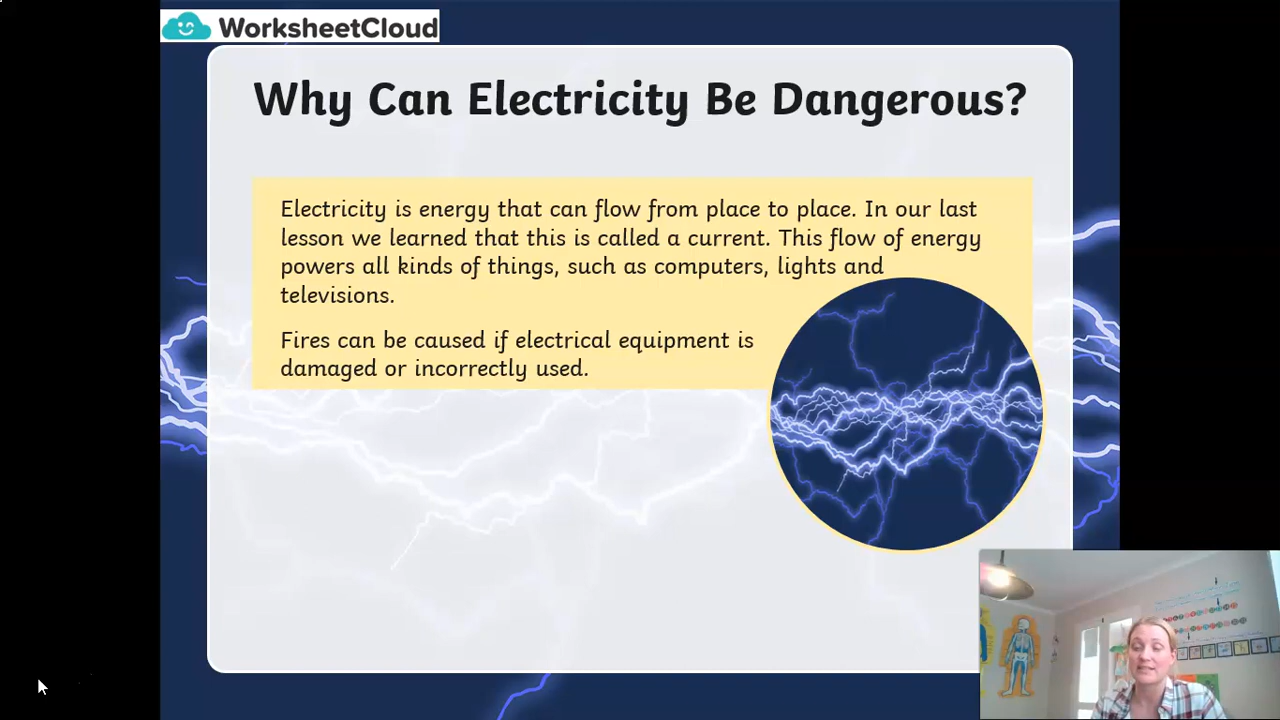 WorksheetCloud
Why Can Electricity Be Dangerous?
Electricity is energy that can flow from place to place. In our last
lesson we learned that this is called a current. This flow of energy
powers all kinds of things, such as computers, lights and
televisions.
Fires can be caused if electrical equipment is
damaged or incorrectly used.